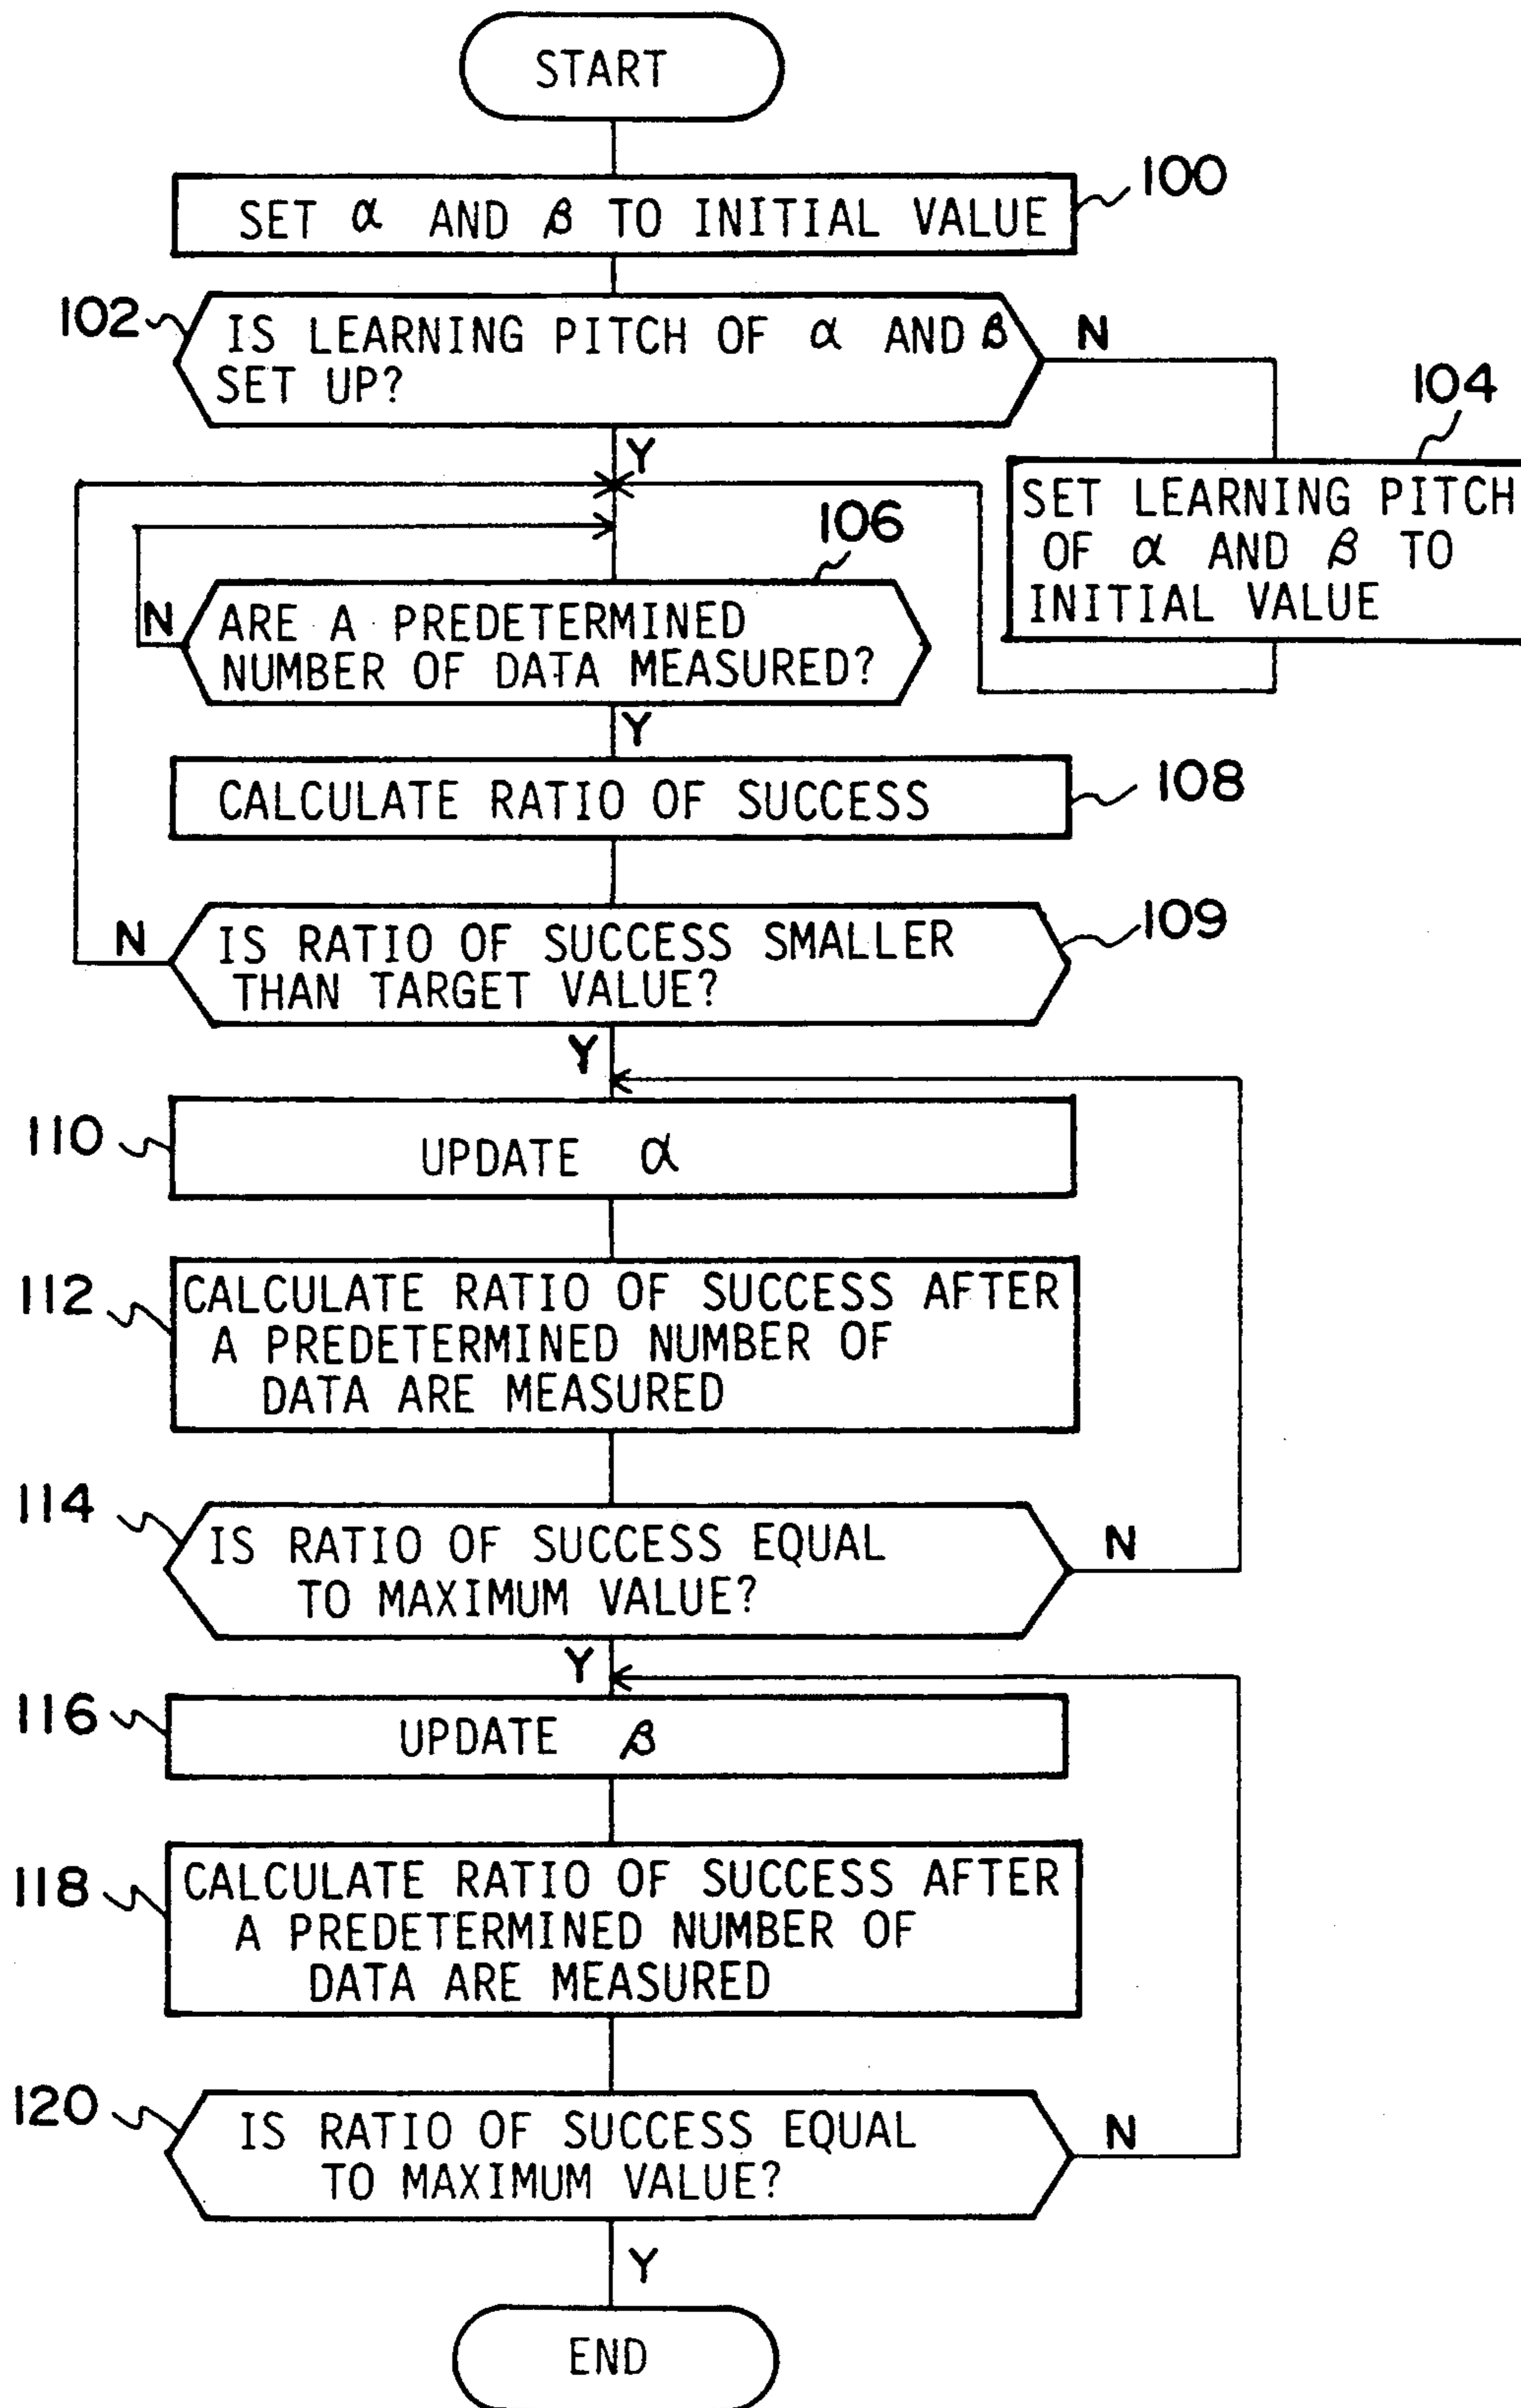 START
100
SET α AND β TO INITIAL VALUE
102
IS LEARNING PITCH OF α AND β
SET UP?
N
104
Y
SET LEARNING PITCH
OF α AND β TO
INITIAL VALUE
106
N
ARE A PREDETERMINED
NUMBER OF DATA MEASURED?
Y
CALCULATE RATIO OF SUCCESS
108
N
IS RATIO OF SUCCESS SMALLER
THAN TARGET VALUE?
109
Y
110
UPDATE α
112
CALCULATE RATIO OF SUCCESS AFTER
A PREDETERMINED NUMBER OF
DATA ARE MEASURED
114
IS RATIO OF SUCCESS EQUAL
TO MAXIMUM VALUE?
N
Y
116
UPDATE β
118
CALCULATE RATIO OF SUCCESS AFTER
A PREDETERMINED NUMBER OF
DATA ARE MEASURED
120
IS RATIO OF SUCCESS EQUAL
TO MAXIMUM VALUE?
N
Y
END